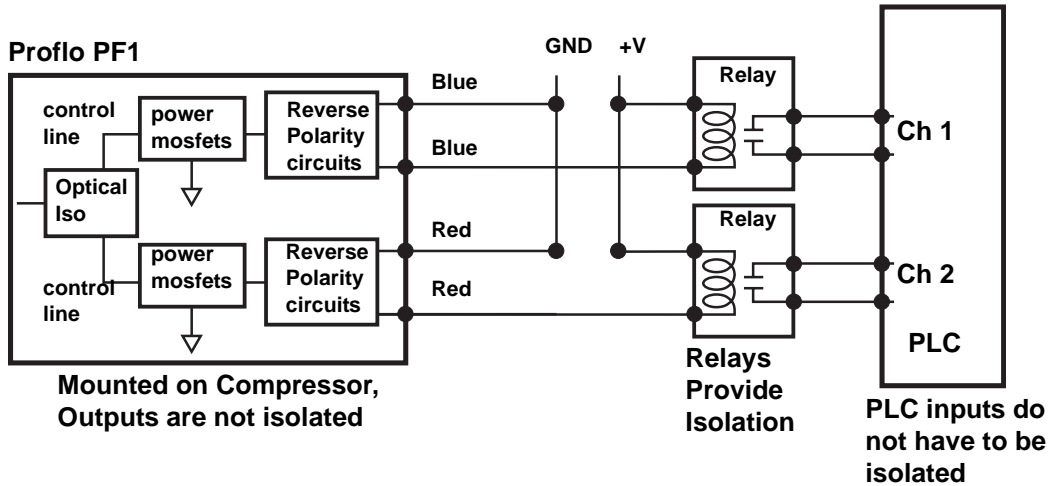 Proflo PF1
control
line
power
mosfets
Reverse
Polarity
circuits
Optical
Iso
control
line
power
mosfets
Reverse
Polarity
circuits
Blue
Blue
Red
Red
GND +V
Relay
Relay
Ch 1
Ch 2
PLC
Mounted on Compressor,
Outputs are not isolated
Relays
Provide
Isolation
PLC inputs do
not have to be
isolated